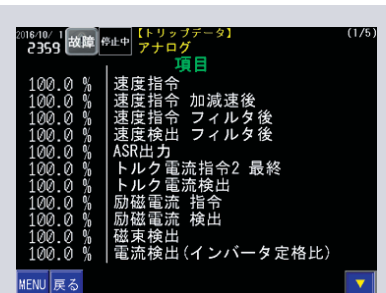 2016/10/ 1 故障 停止中 【トリップデータ】 (1/5)
2359 アナログ
項目
100.0 % 速度指令
100.0 % 速度指令 加減速後
100.0 % 速度指令 フィルタ後
100.0 % 速度検出 フィルタ後
100.0 % ASR出力
100.0 % トルク電流指令2 最終
100.0 % トルク電流検出
100.0 % 励磁電流 指令
100.0 % 励磁電流 検出
100.0 % 磁束検出
100.0 % 電流検出(インバータ定格比)
MENU 戻る ▼